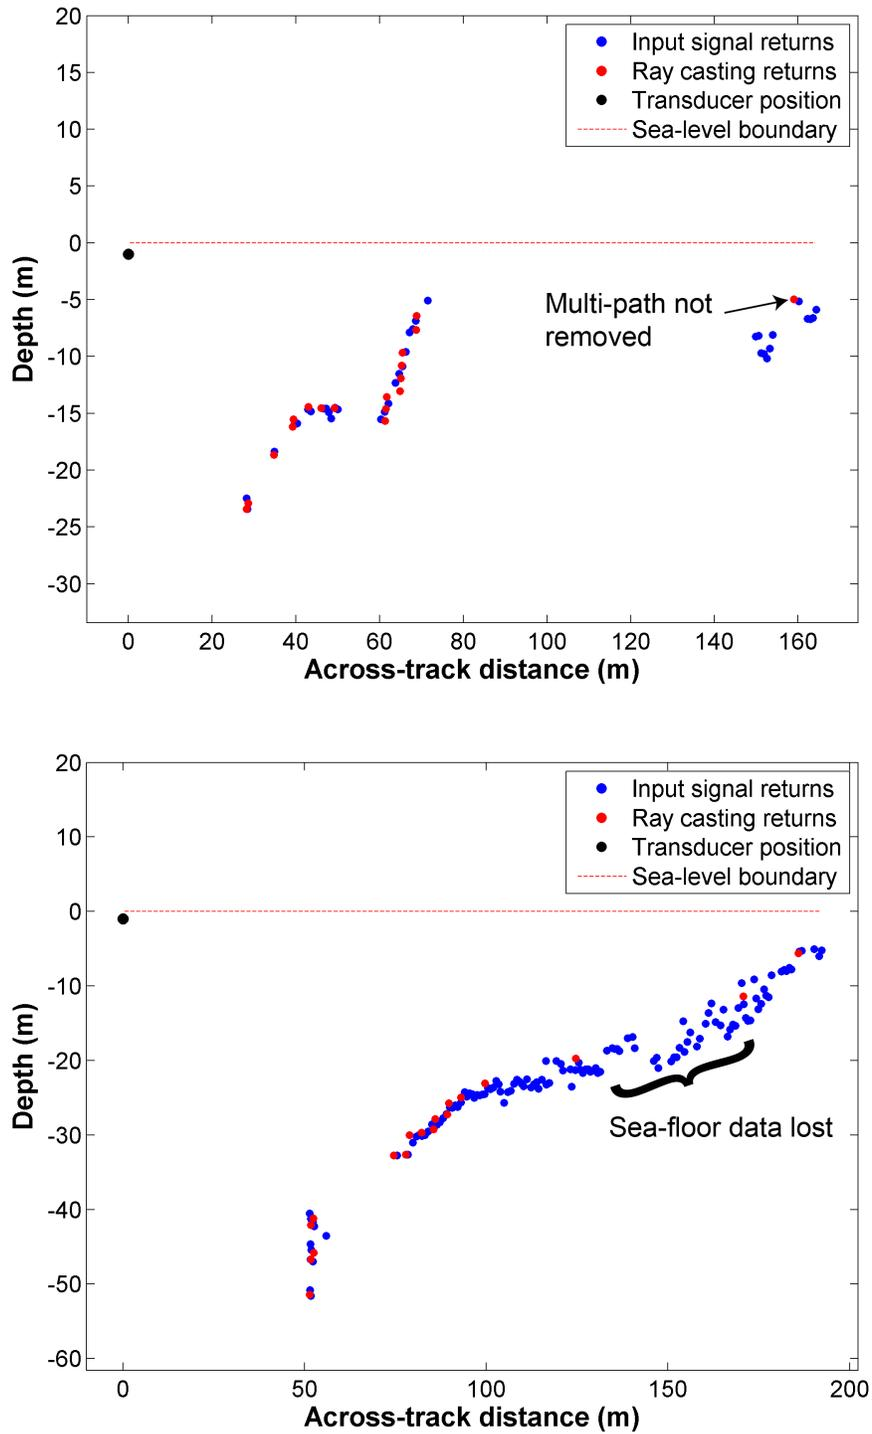 20
15
10
5
0
-5
-10
-15
-20
-25
-30
Depth (m)
Input signal returns
Ray casting returns
Transducer position
Sea-level boundary
Multi-path not
removed
0 20 40 60 80 100 120 140 160
Across-track distance (m)
20
10
0
-10
-20
-30
-40
-50
-60
Depth (m)
Input signal returns
Ray casting returns
Transducer position
Sea-level boundary
Sea-floor data lost
0 50 100 150 200
Across-track distance (m)